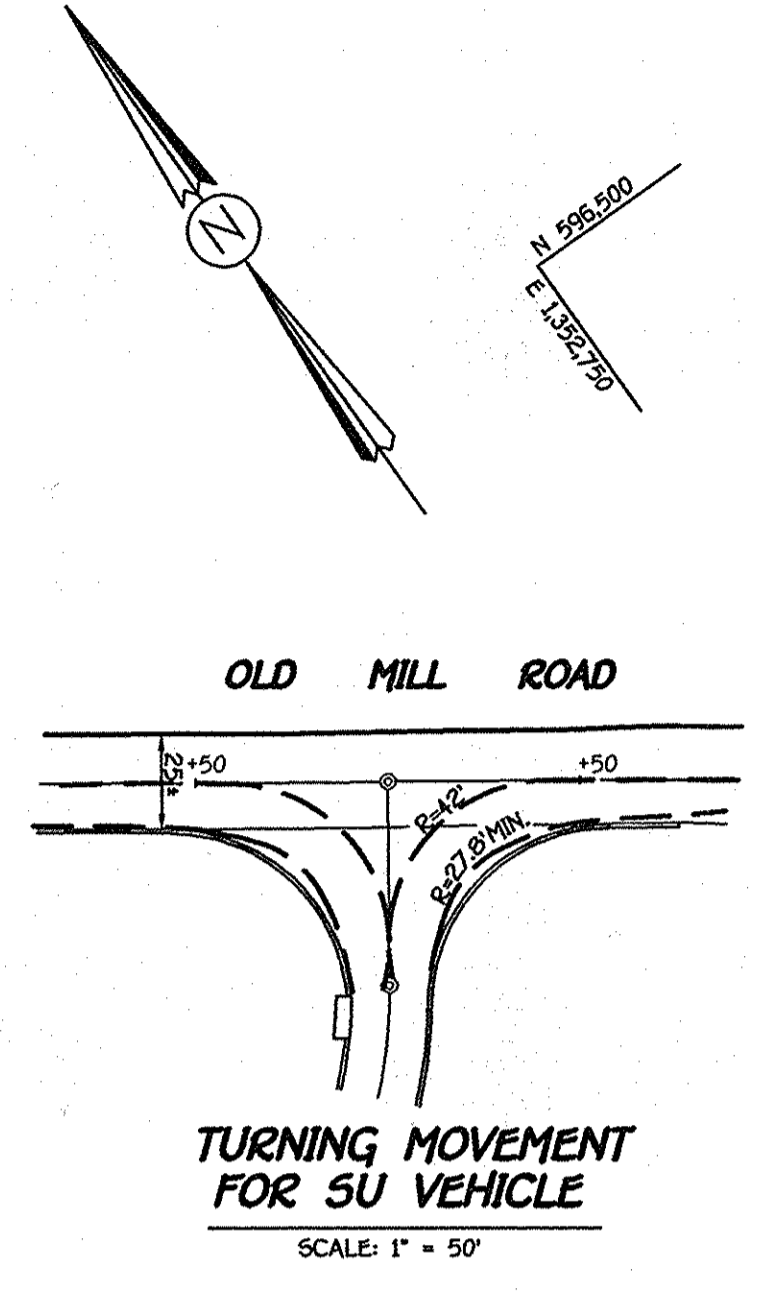 N
N 596,500
E 1,352,750
OLD MILL ROAD
25'±
+50
+50
R=42'
R=27.8' MIN.
TURNING MOVEMENT
FOR SU VEHICLE
SCALE: 1" = 50'